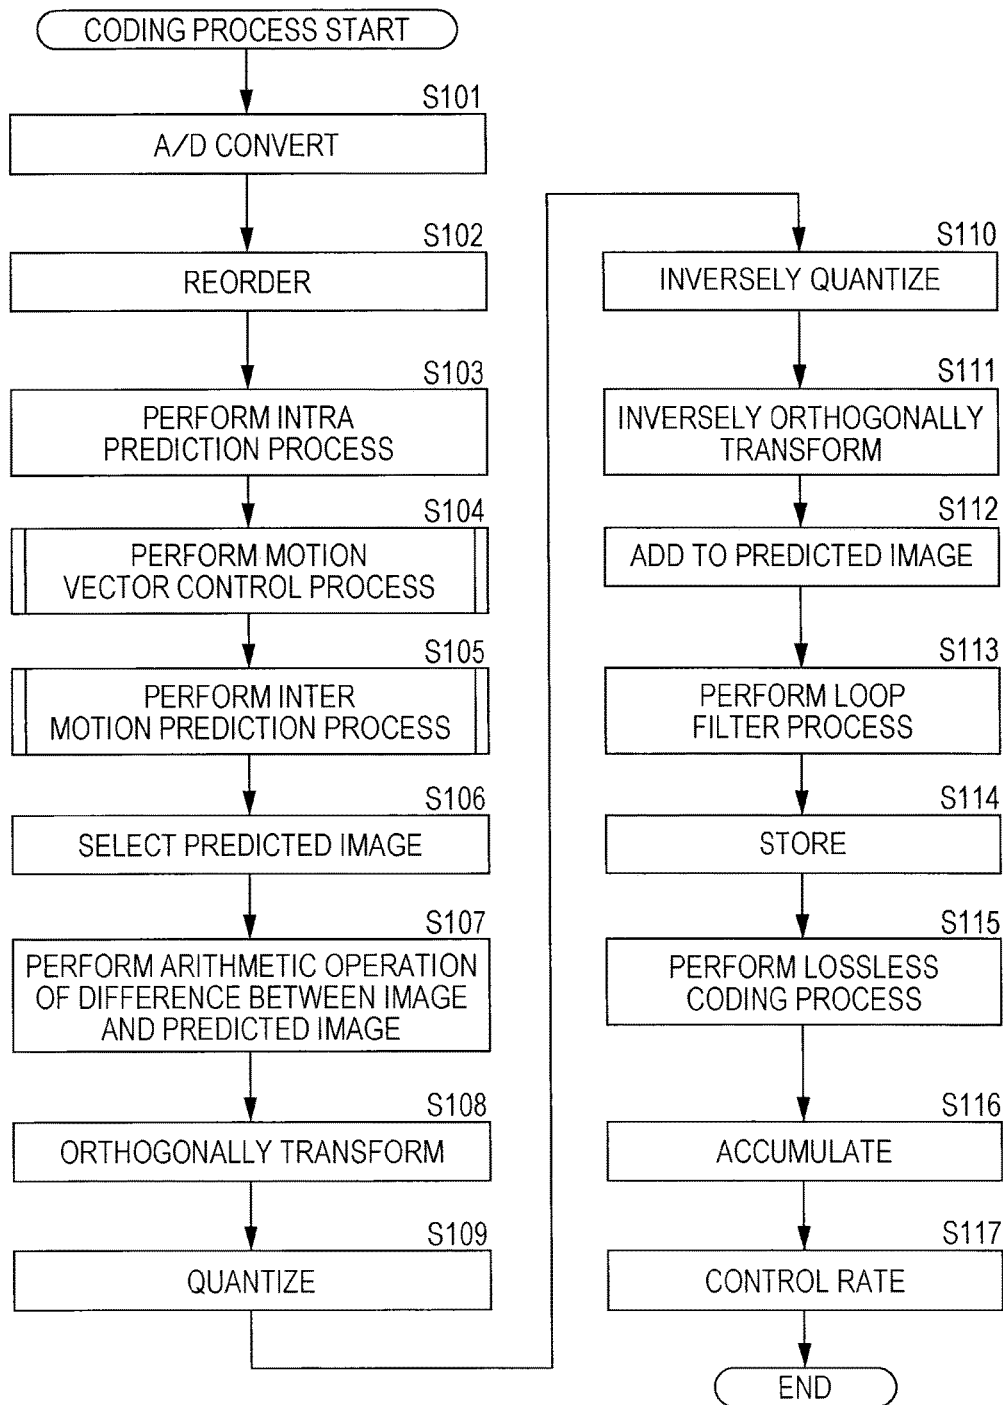 CODING PROCESS START
S101
A/D CONVERT
S102
REORDER
S103
PERFORM INTRA
PREDICTION PROCESS
S104
PERFORM MOTION
VECTOR CONTROL PROCESS
S105
PERFORM INTER
MOTION PREDICTION PROCESS
S106
SELECT PREDICTED IMAGE
S107
PERFORM ARITHMETIC OPERATION
OF DIFFERENCE BETWEEN IMAGE
AND PREDICTED IMAGE
S108
ORTHOGONALLY TRANSFORM
S109
QUANTIZE
S110
INVERSELY QUANTIZE
S111
INVERSELY ORTHOGONALLY
TRANSFORM
S112
ADD TO PREDICTED IMAGE
S113
PERFORM LOOP
FILTER PROCESS
S114
STORE
S115
PERFORM LOSSLESS
CODING PROCESS
S116
ACCUMULATE
S117
CONTROL RATE
END